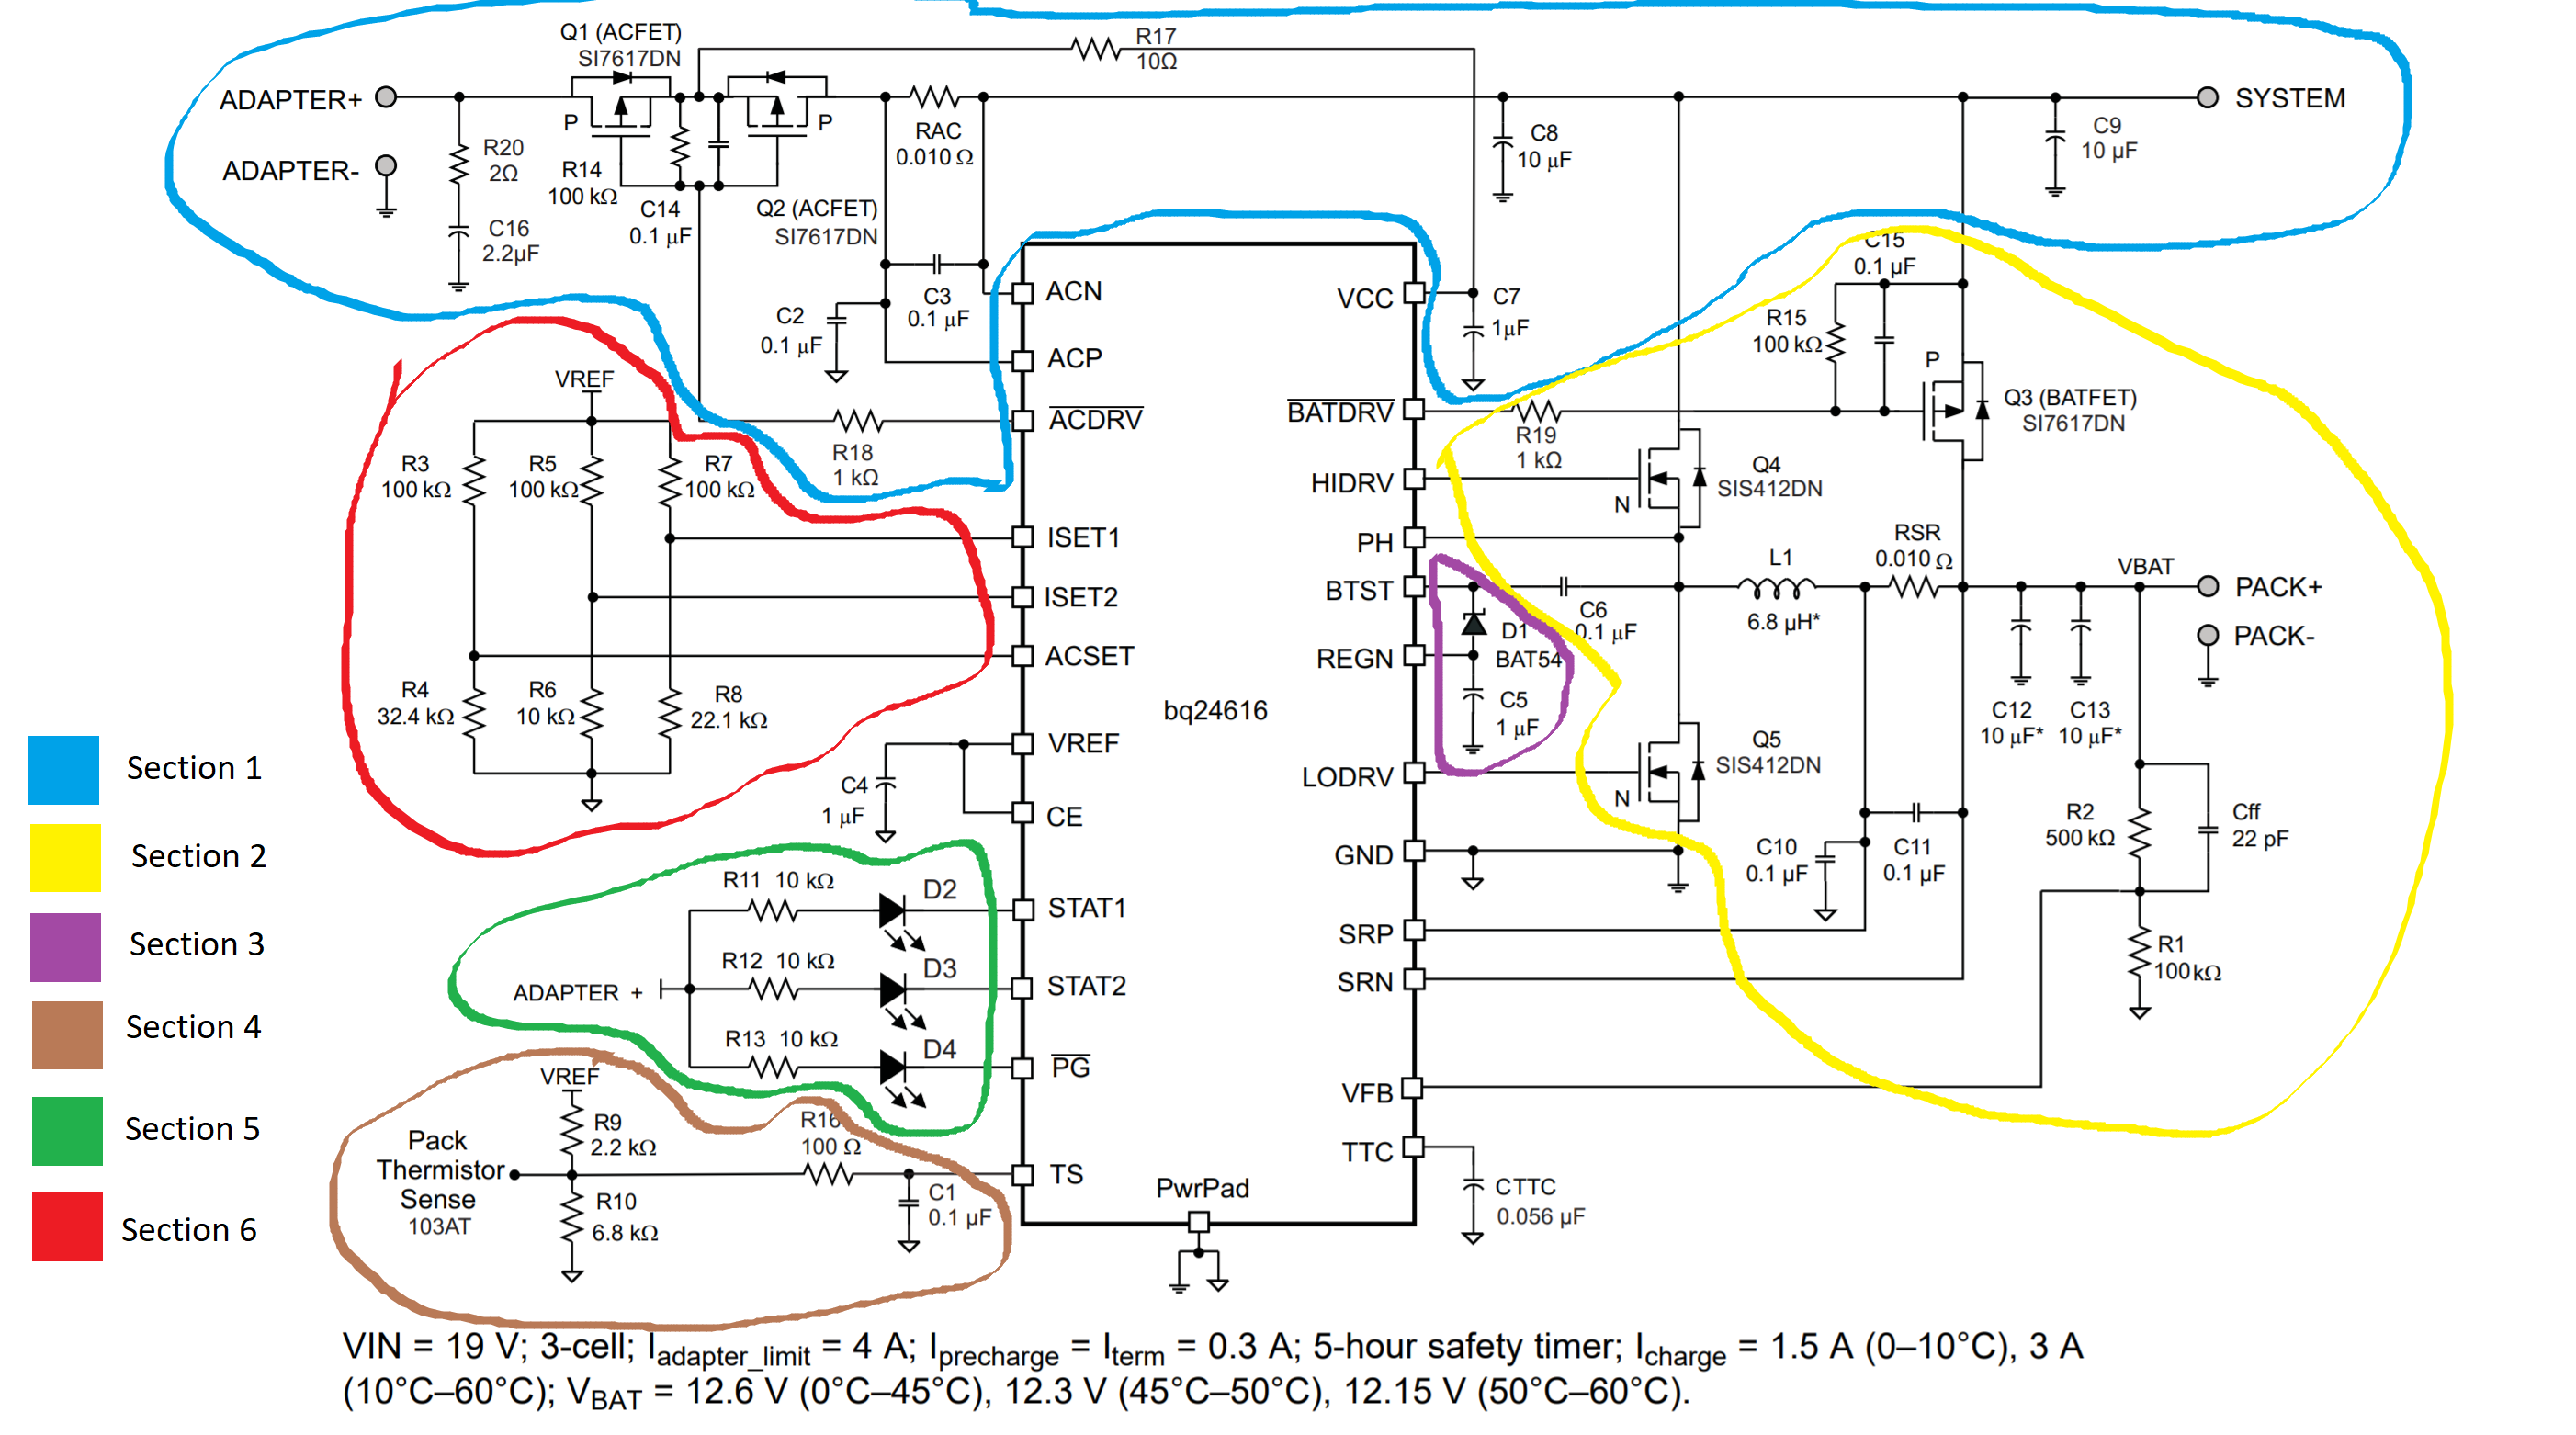 Q1 (ACFET)
SI7617DN
R17
10Ω
ADAPTER+
SYSTEM
P
P
RAC
0.010 Ω
C8
10 µF
C9
10 µF
R20
2Ω
ADAPTER-
R14
100 kΩ
C14
0.1 µF
Q2 (ACFET)
SI7617DN
C16
2.2µF
C15
0.1 µF
ACN
VCC
C7
1µF
C3
0.1 µF
C2
0.1 µF
R15
100 kΩ
P
ACP
VREF
Q3 (BATFET)
SI7617DN
ACDRV
BATDRV
R18
1 kΩ
R19
1 kΩ
R3
100 kΩ
R5
100 kΩ
R7
100 kΩ
HIDRV
Q4
SIS412DN
N
ISET1
PH
RSR
0.010 Ω
L1
6.8 µH*
VBAT
ISET2
BTST
PACK+
C6
0.1 µF
D1
BAT54
PACK-
ACSET
REGN
R4
32.4 kΩ
R6
10 kΩ
R8
22.1 kΩ
bq24616
C5
1 µF
C12
10 µF*
C13
10 µF*
VREF
Q5
SIS412DN
N
LODRV
Section 1
C4
1 µF
CE
R2
500 kΩ
Cff
22 pF
Section 2
GND
C10
0.1 µF
C11
0.1 µF
R11 10 kΩ
D2
STAT1
SRP
Section 3
R1
100kΩ
R12 10 kΩ
D3
ADAPTER +
STAT2
SRN
Section 4
R13 10 kΩ
D4
PG
VREF
VFB
Section 5
R9
2.2 kΩ
R16
100 Ω
Pack
Thermistor
Sense
103AT
TTC
TS
PwrPad
CTTC
0.056 µF
R10
6.8 kΩ
C1
0.1 µF
Section 6
VIN = 19 V; 3-cell; Iadapter_limit = 4 A; Iprecharge = Iterm = 0.3 A; 5-hour safety timer; Icharge = 1.5 A (0–10°C), 3 A
(10°C–60°C); VBAT = 12.6 V (0°C–45°C), 12.3 V (45°C–50°C), 12.15 V (50°C–60°C).